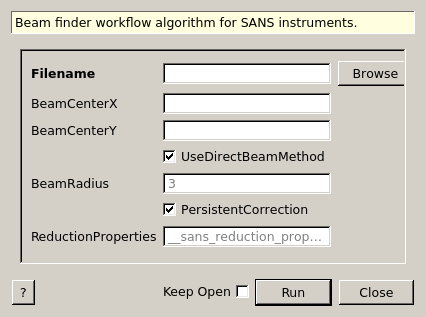 Beam finder workflow algorithm for SANS instruments.
Filename Browse
BeamCenterX
BeamCenterY
UseDirectBeamMethod
BeamRadius 3
PersistentCorrection
ReductionProperties __sans_reduction_prop...
? Keep Open Run Close